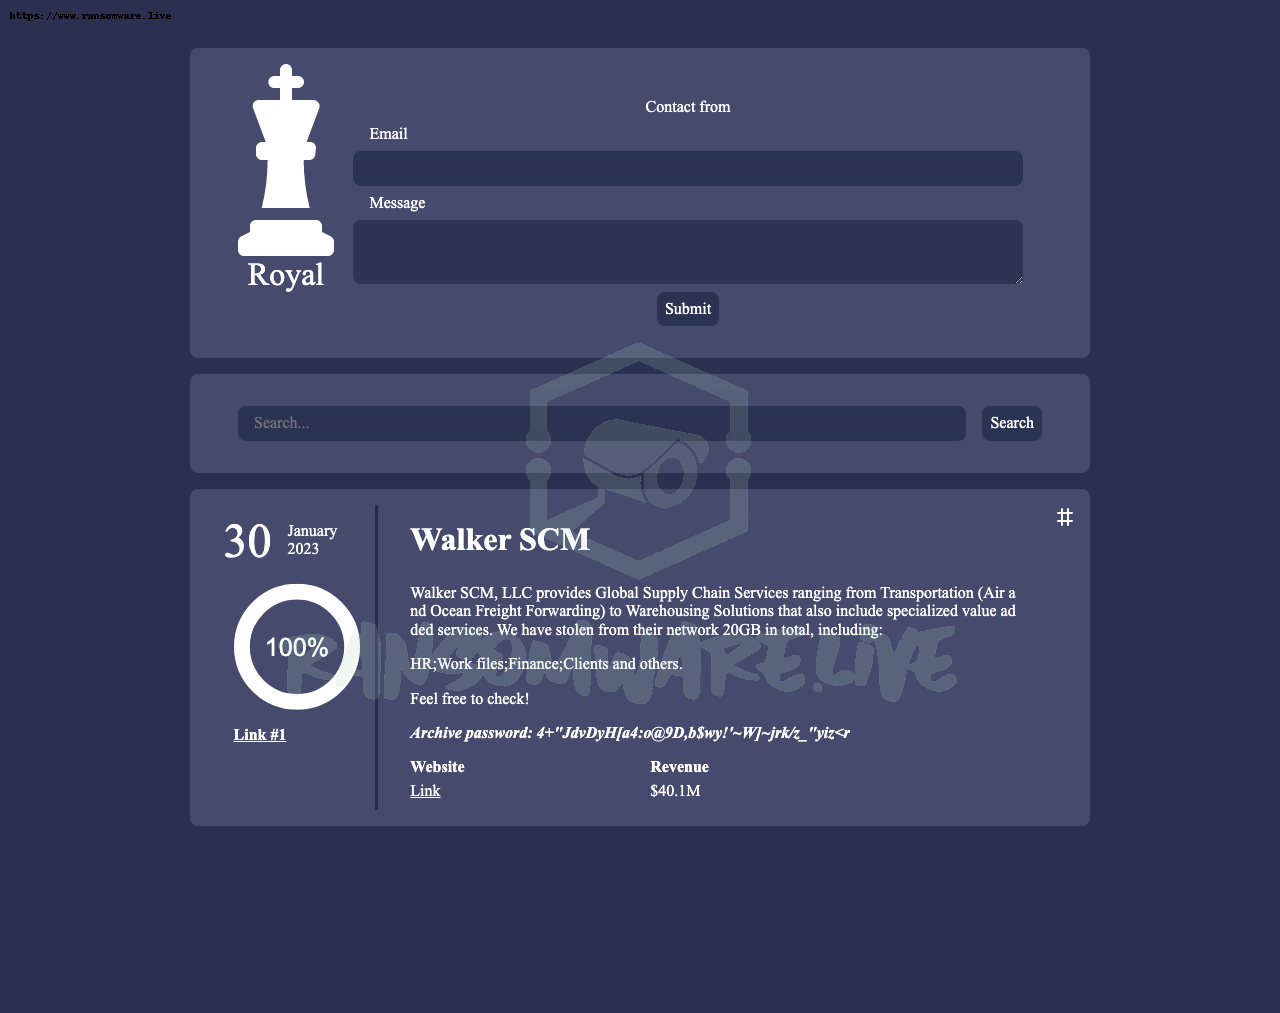 https://www.ransomware.live
Contact from
Email
Message
Royal
Submit
Search...
Search
30
January
2023
100%
Link #1
#
Walker SCM
Walker SCM, LLC provides Global Supply Chain Services ranging from Transportation (Air a
nd Ocean Freight Forwarding) to Warehousing Solutions that also include specialized value ad
ded services. We have stolen from their network 20GB in total, including:
HR;Work files;Finance;Clients and others.
Feel free to check!
Archive password: 4+"JdvDyH[a4:o@9D,b$wy!'~W]~jrk/z_"yiz<r
Website
Revenue
Link
$40.1M
RANSOMWARE.LIVE